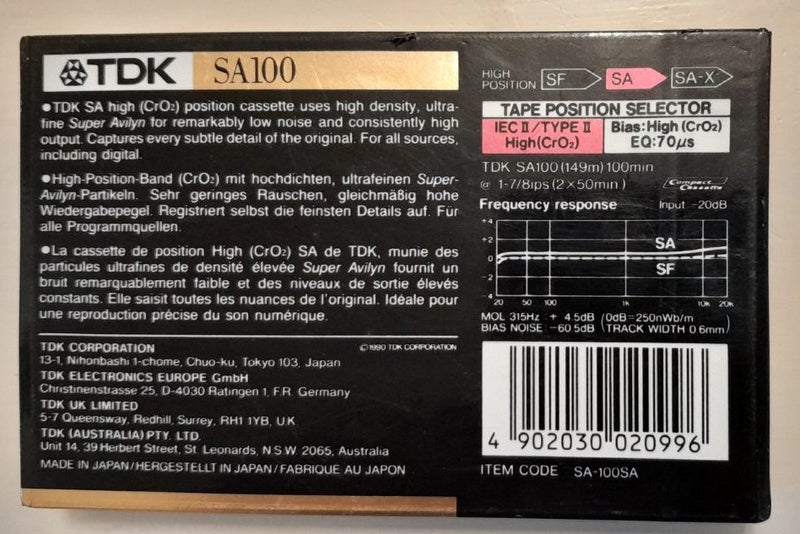 TDK SA100
●TDK SA high (CrO₂) position cassette uses high density, ultra-
fine Super Avilyn for remarkably low noise and consistently high
output. Captures every subtle detail of the original. For all sources,
including digital.
●High-Position-Band (CrO₂) mit hochdichten, ultrafeinen Super-
Avilyn-Partikeln. Sehr geringes Rauschen, gleichmäßig hohe
Wiedergabepegel. Registriert selbst die feinsten Details auf. Für
alle Programmquellen.
●La cassette de position High (CrO₂) SA de TDK, munie des
particules ultrafines de densité élevée Super Avilyn fournit un
bruit remarquablement faible et des niveaux de sortie élevés
constants. Elle saisit toutes les nuances de l'original. Idéale pour
une reproduction précise du son numérique.
TDK CORPORATION ©1990 TDK CORPORATION
13-1, Nihonbashi 1-chome, Chuo-ku, Tokyo 103, Japan
TDK ELECTRONICS EUROPE GmbH
Christinenstrasse 25, D-4030 Ratingen 1, F.R. Germany
TDK UK LIMITED
5-7 Queensway, Redhill, Surrey, RH1 1YB, U.K
TDK (AUSTRALIA) PTY. LTD.
Unit 14, 39 Herbert Street, St. Leonards, N.S.W. 2065, Australia
MADE IN JAPAN/HERGESTELLT IN JAPAN/FABRIQUE AU JAPON
HIGH
POSITION SF SA SA-X
TAPE POSITION SELECTOR
IEC II/TYPE II
High(CrO₂)
Bias: High (CrO₂)
EQ: 70μs
TDK SA100 (149m) 100min
@ 1-7/8ips (2×50min)
Compact Cassette
Frequency response Input -20dB
+4
+2
0
-2
-4
SA
SF
20 50 100 1k 10k 20k
MOL 315Hz: + 4.5dB (0dB=250nWb/m
BIAS NOISE: -60.5dB (TRACK WIDTH 0.6mm)
4 902030 020996
ITEM CODE SA-100SA